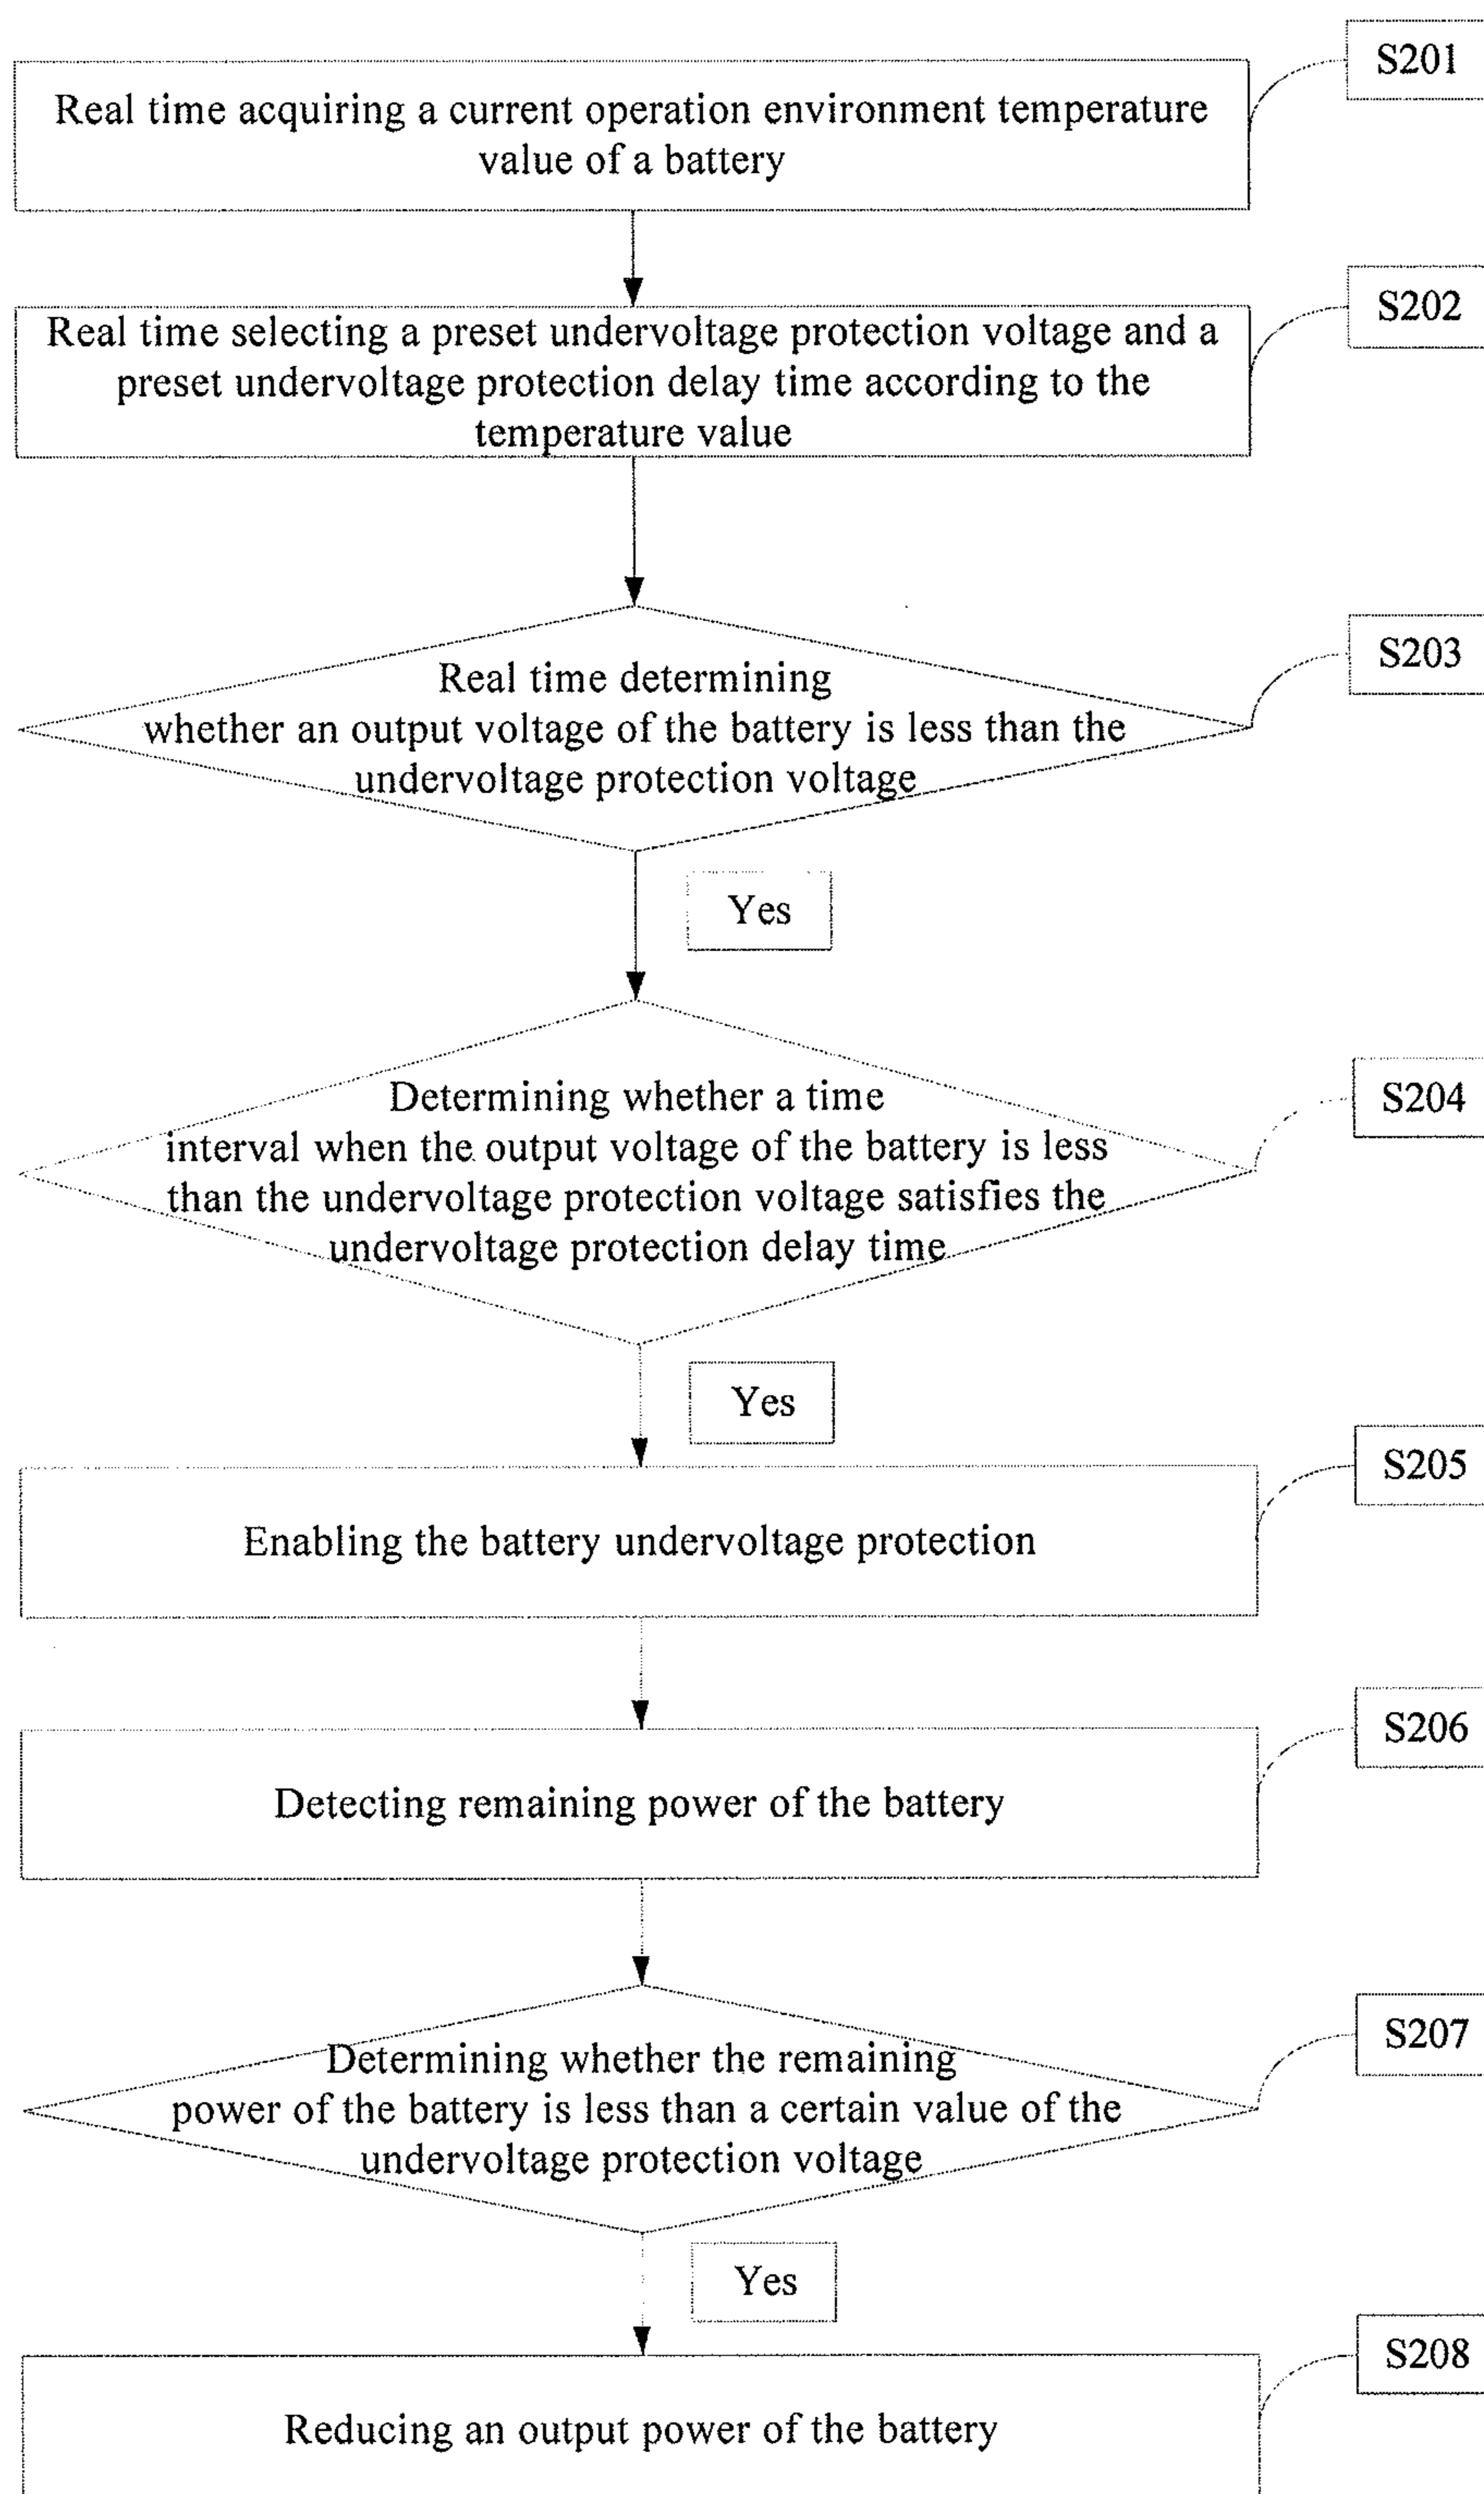 S201
Real time acquiring a current operation environment temperature
value of a battery
S202
Real time selecting a preset undervoltage protection voltage and a
preset undervoltage protection delay time according to the
temperature value
S203
Real time determining
whether an output voltage of the battery is less than the
undervoltage protection voltage
Yes
S204
Determining whether a time
interval when the output voltage of the battery is less
than the undervoltage protection voltage satisfies the
undervoltage protection delay time
Yes
S205
Enabling the battery undervoltage protection
S206
Detecting remaining power of the battery
S207
Determining whether the remaining
power of the battery is less than a certain value of the
undervoltage protection voltage
Yes
S208
Reducing an output power of the battery